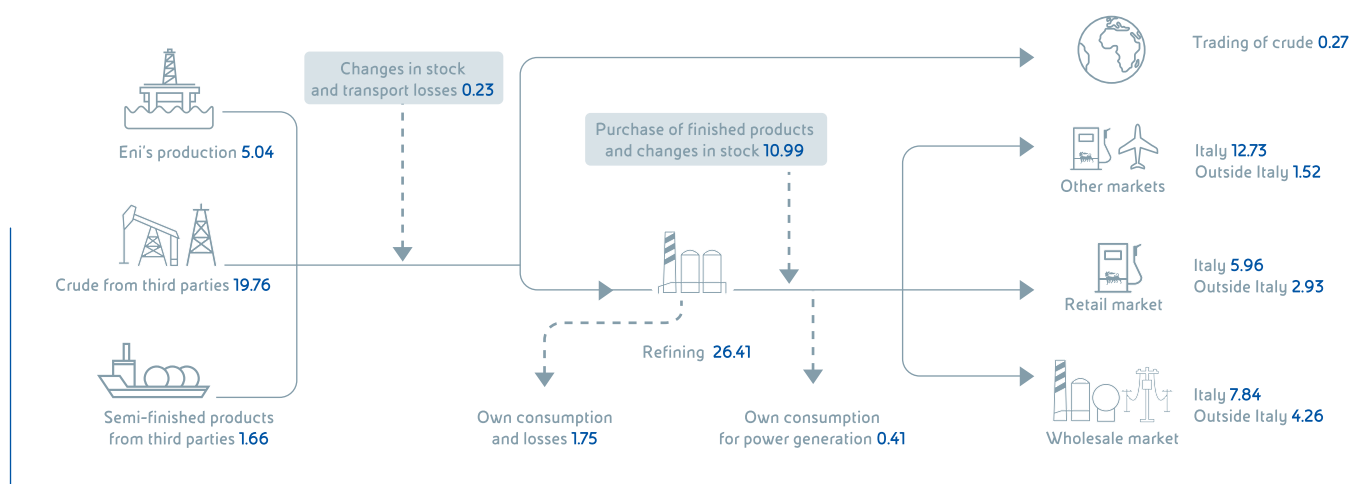 Changes in stock
and transport losses 0.23
Trading of crude 0.27
Purchase of finished products
and changes in stock 10.99
Eni's production 5.04
Italy 12.73
Outside Italy 1.52
Other markets
Crude from third parties 19.76
Italy 5.96
Outside Italy 2.93
Retail market
Refining 26.41
Semi-finished products
from third parties 1.66
Own consumption
and losses 1.75
Own consumption
for power generation 0.41
Italy 7.84
Outside Italy 4.26
Wholesale market